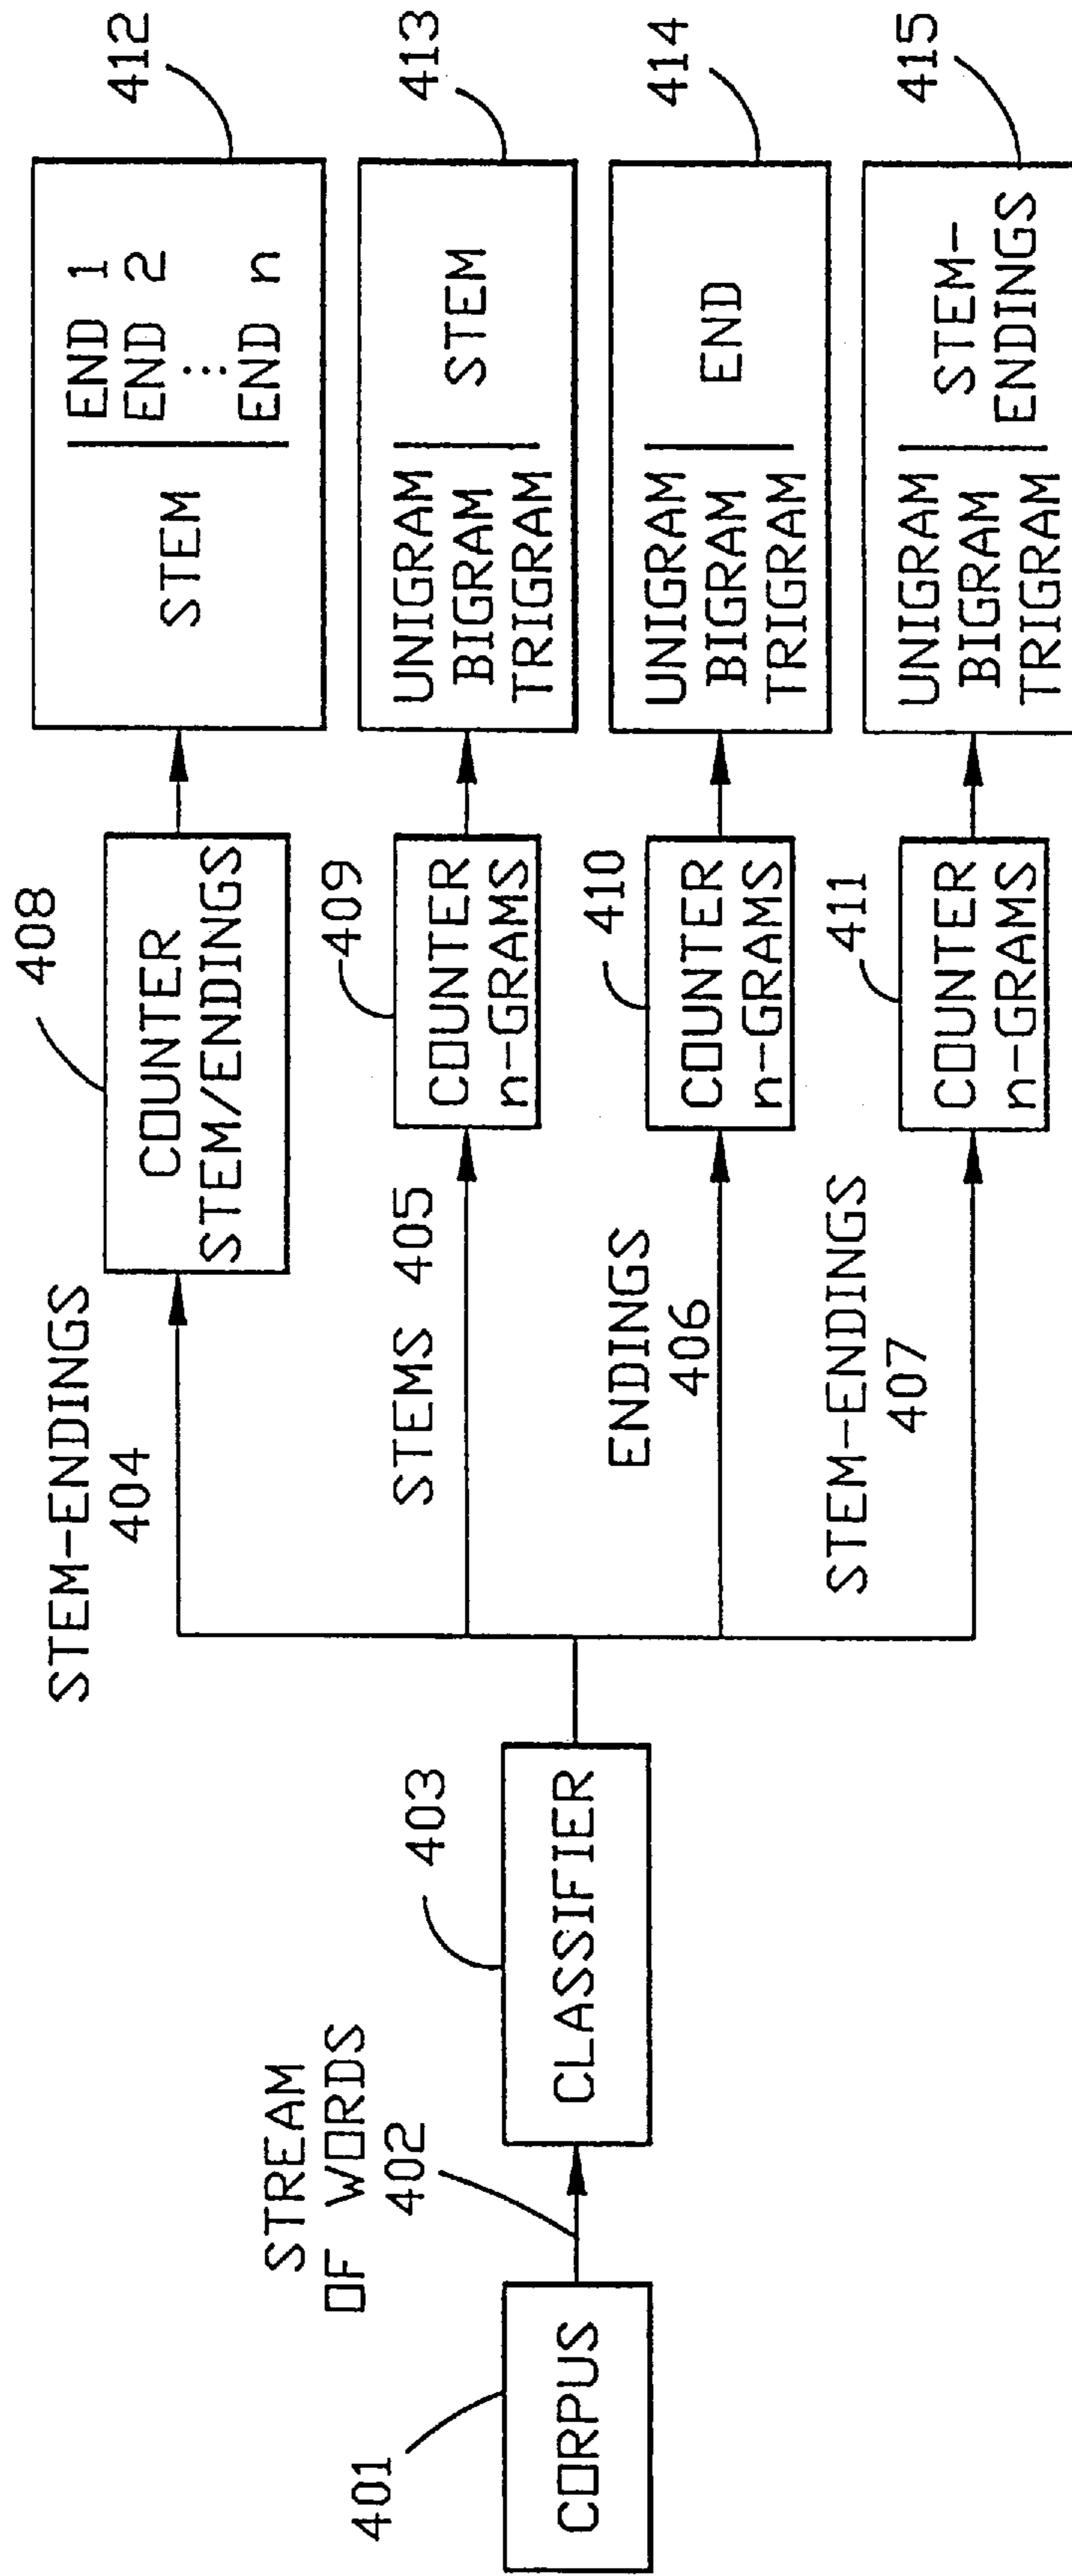 401
CORPUS
STREAM
OF WORDS
402
403
CLASSIFIER
STEM-ENDINGS
404
408
COUNTER
STEM/ENDINGS
412
STEM
END 1
END 2
⋮
END n
STEMS 405
409
COUNTER
n-GRAMS
413
UNIGRAM
BIGRAM
TRIGRAM
STEM
ENDINGS
406
410
COUNTER
n-GRAMS
414
UNIGRAM
BIGRAM
TRIGRAM
END
STEM-ENDINGS
407
411
COUNTER
n-GRAMS
415
UNIGRAM
BIGRAM
TRIGRAM
STEM-
ENDINGS